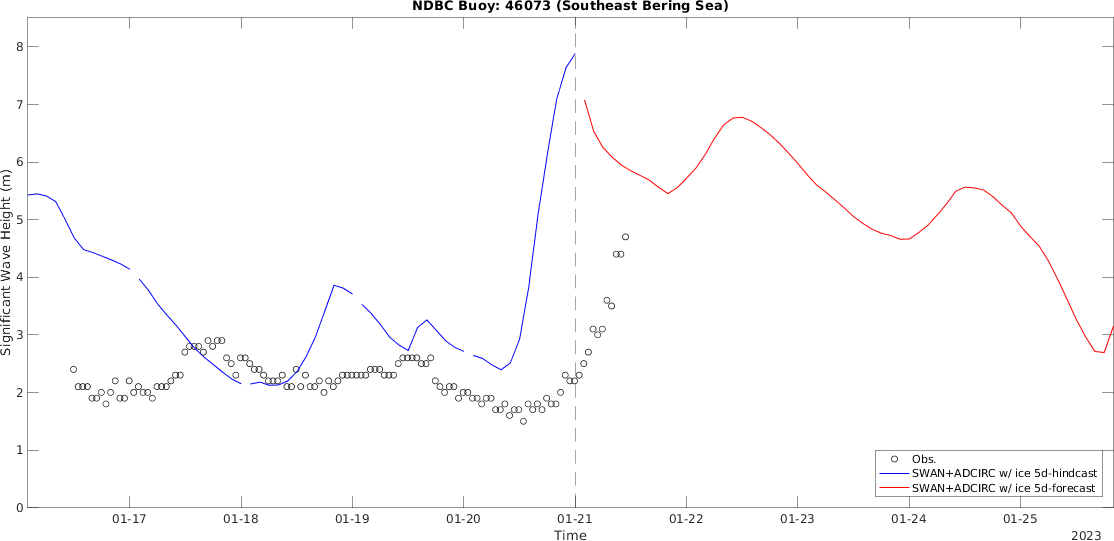 NDBC Buoy: 46073 (Southeast Bering Sea)
Significant Wave Height (m)
8
7
6
5
4
3
2
1
0
Obs.
SWAN+ADCIRC w/ ice 5d-hindcast
SWAN+ADCIRC w/ ice 5d-forecast
01-17 01-18 01-19 01-20 01-21 01-22 01-23 01-24 01-25
Time
2023